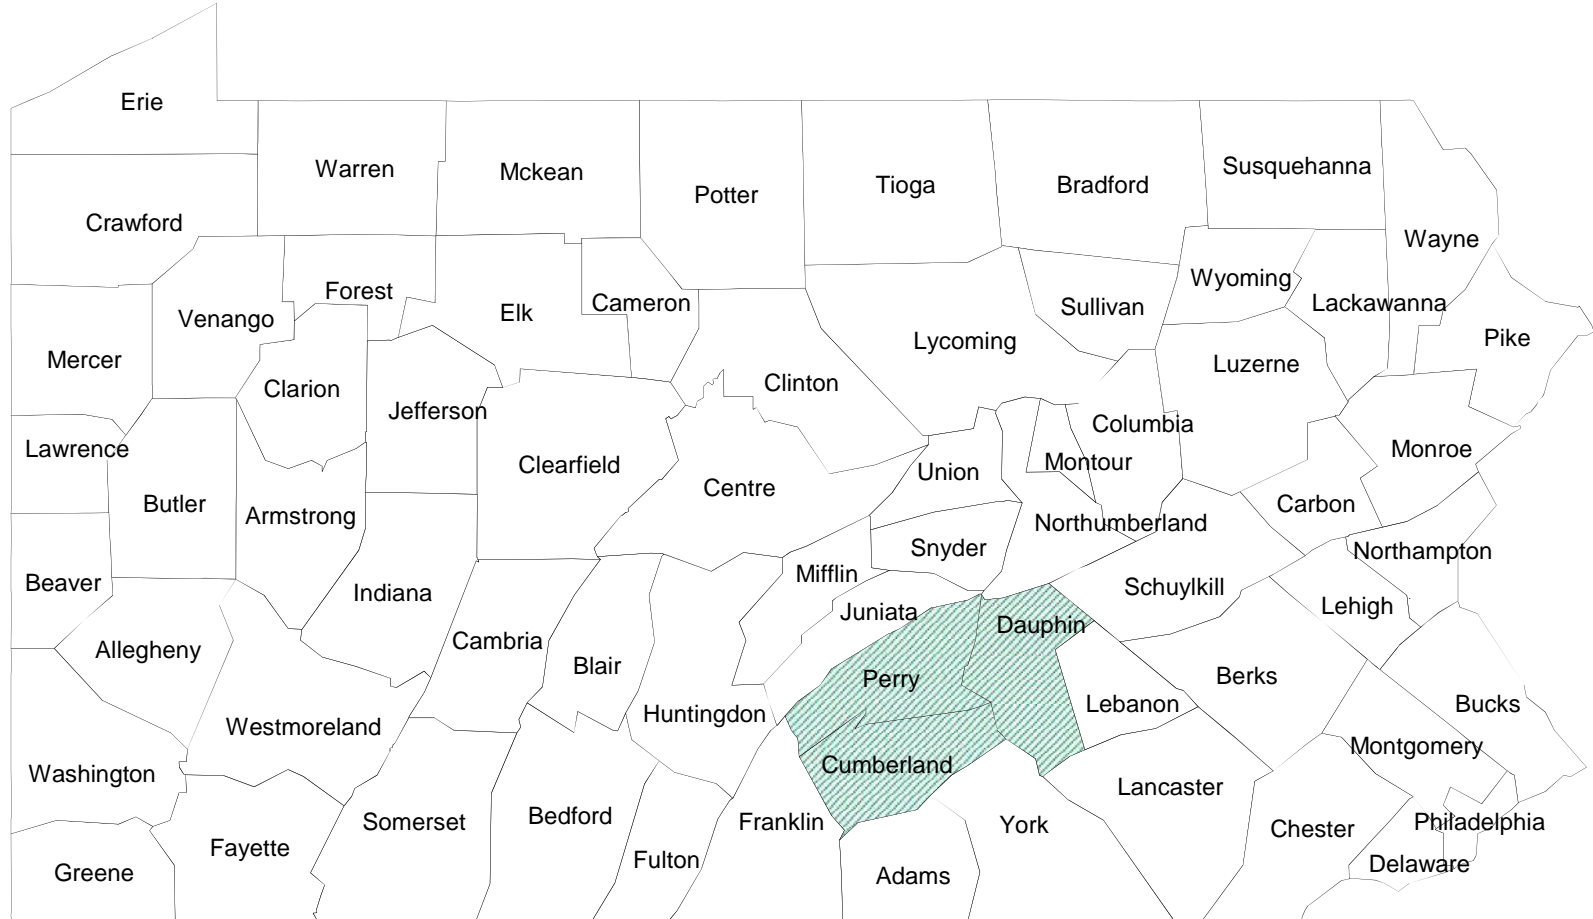 Erie
Warren
Mckean
Potter
Tioga
Bradford
Susquehanna
Crawford
Wayne
Forest
Venango
Elk
Cameron
Sullivan
Wyoming
Lackawanna
Lycoming
Pike
Mercer
Clarion
Jefferson
Clinton
Luzerne
Columbia
Lawrence
Clearfield
Centre
Union
Montour
Monroe
Butler
Armstrong
Carbon
Northumberland
Snyder
Northampton
Beaver
Indiana
Mifflin
Juniata
Schuylkill
Lehigh
Allegheny
Cambria
Blair
Dauphin
Perry
Berks
Westmoreland
Huntingdon
Lebanon
Bucks
Washington
Cumberland
Montgomery
Lancaster
Somerset
Bedford
Franklin
York
Chester
Philadelphia
Greene
Fayette
Fulton
Adams
Delaware